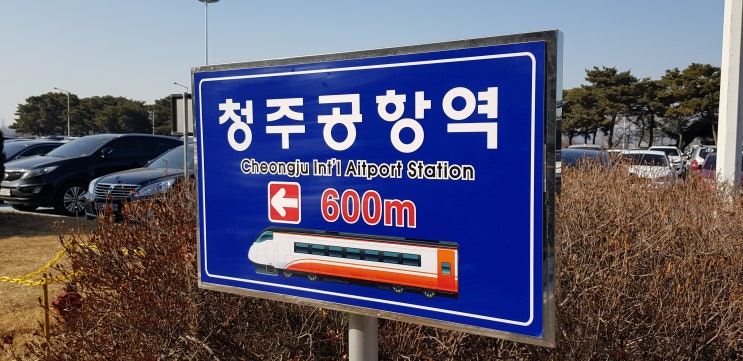 청주공항역
Cheongju Int'l Aitport Station
600m